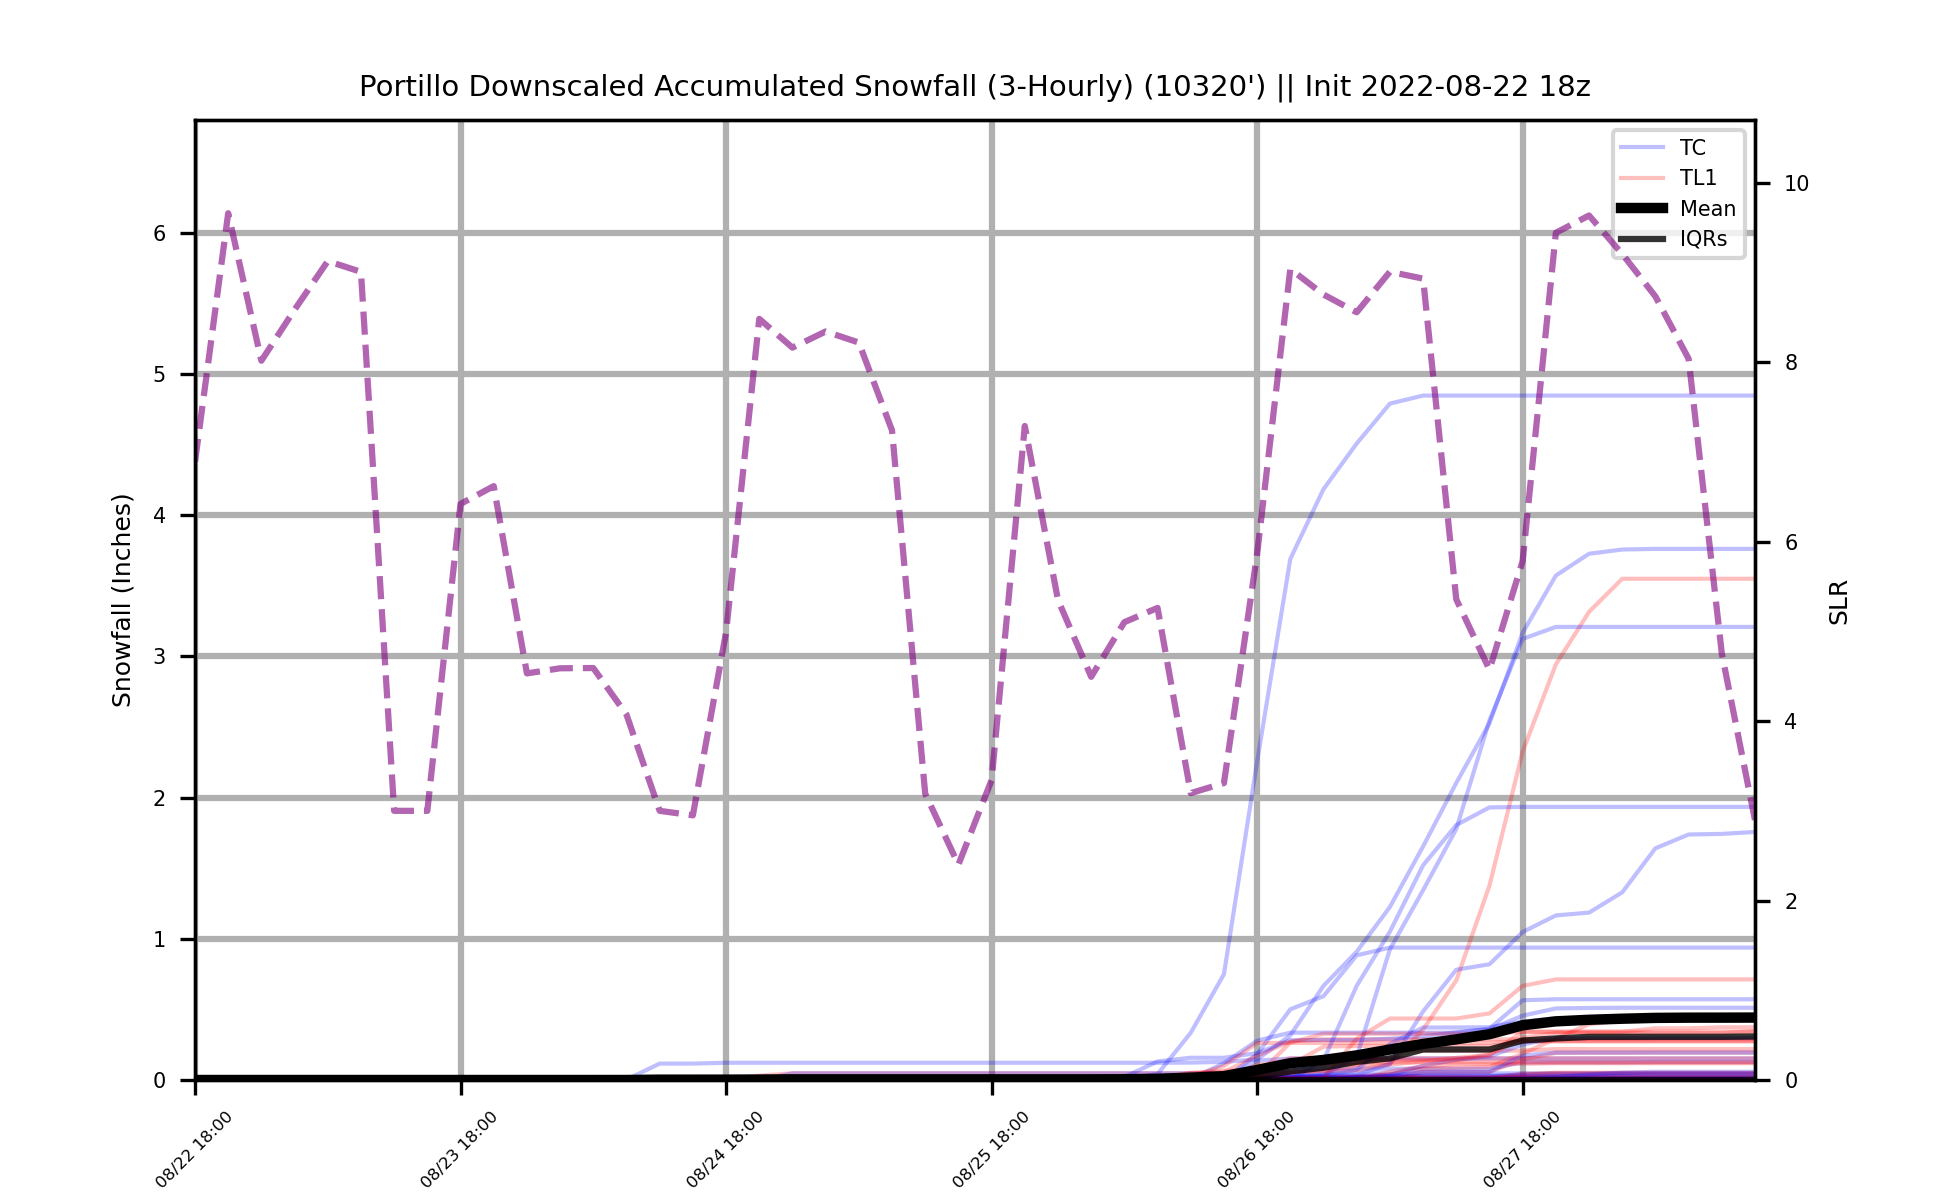 Portillo Downscaled Accumulated Snowfall (3-Hourly) (10320') || Init 2022-08-22 18z
TC
TL1
Mean
IQRs
Snowfall (Inches)
6
5
4
3
2
1
0
10
8
6
4
2
0
SLR
08/22 18:00
08/23 18:00
08/24 18:00
08/25 18:00
08/26 18:00
08/27 18:00